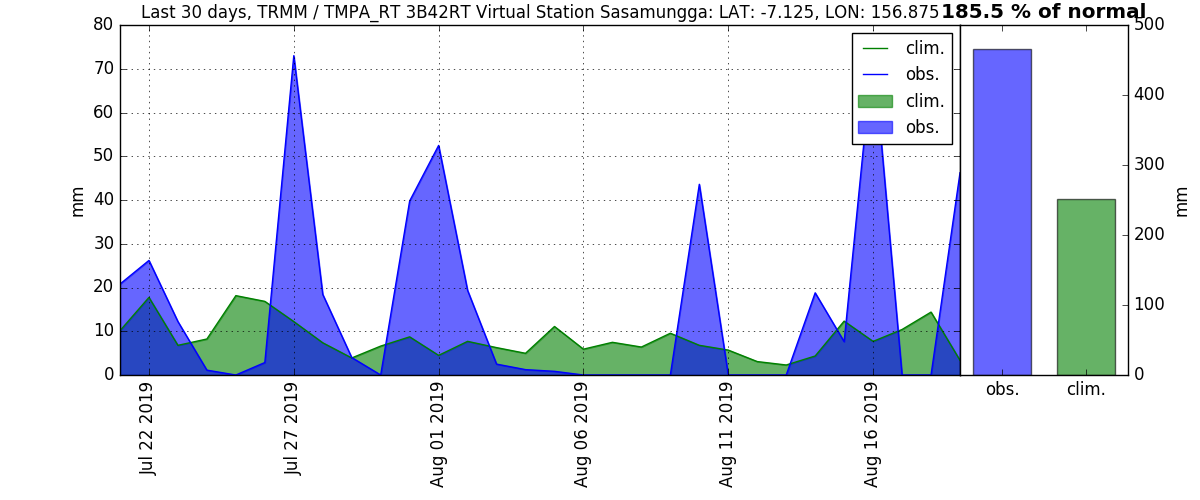 Last 30 days, TRMM / TMPA_RT 3B42RT Virtual Station Sasamungga: LAT: -7.125, LON: 156.875
185.5 % of normal
80
70
60
50
40
30
20
10
0
mm
Jul 22 2019
Jul 27 2019
Aug 01 2019
Aug 06 2019
Aug 11 2019
Aug 16 2019
clim.
obs.
clim.
obs.
500
400
300
200
100
0
mm
obs.
clim.